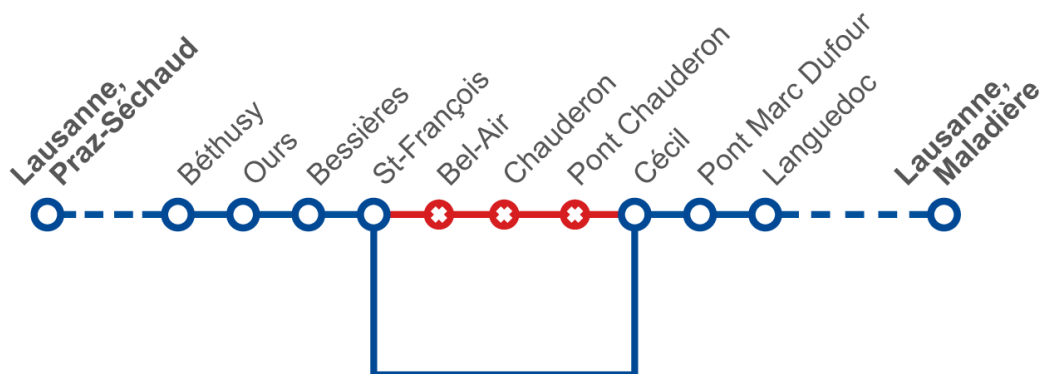 Lausanne,
Praz-Séchaud
Béthusy
Ours
Bessières
St-François
Bel-Air
Chauderon
Pont Chauderon
Cécil
Pont Marc Dufour
Languedoc
Lausanne,
Maladière